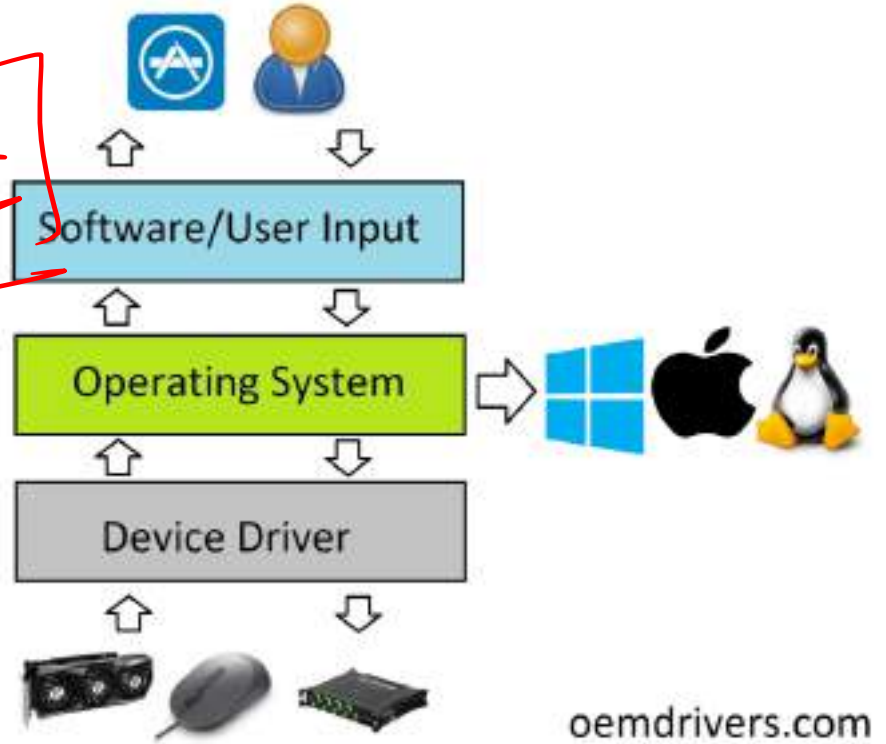 Software/User Input
Operating System
Device Driver
oemdrivers.com